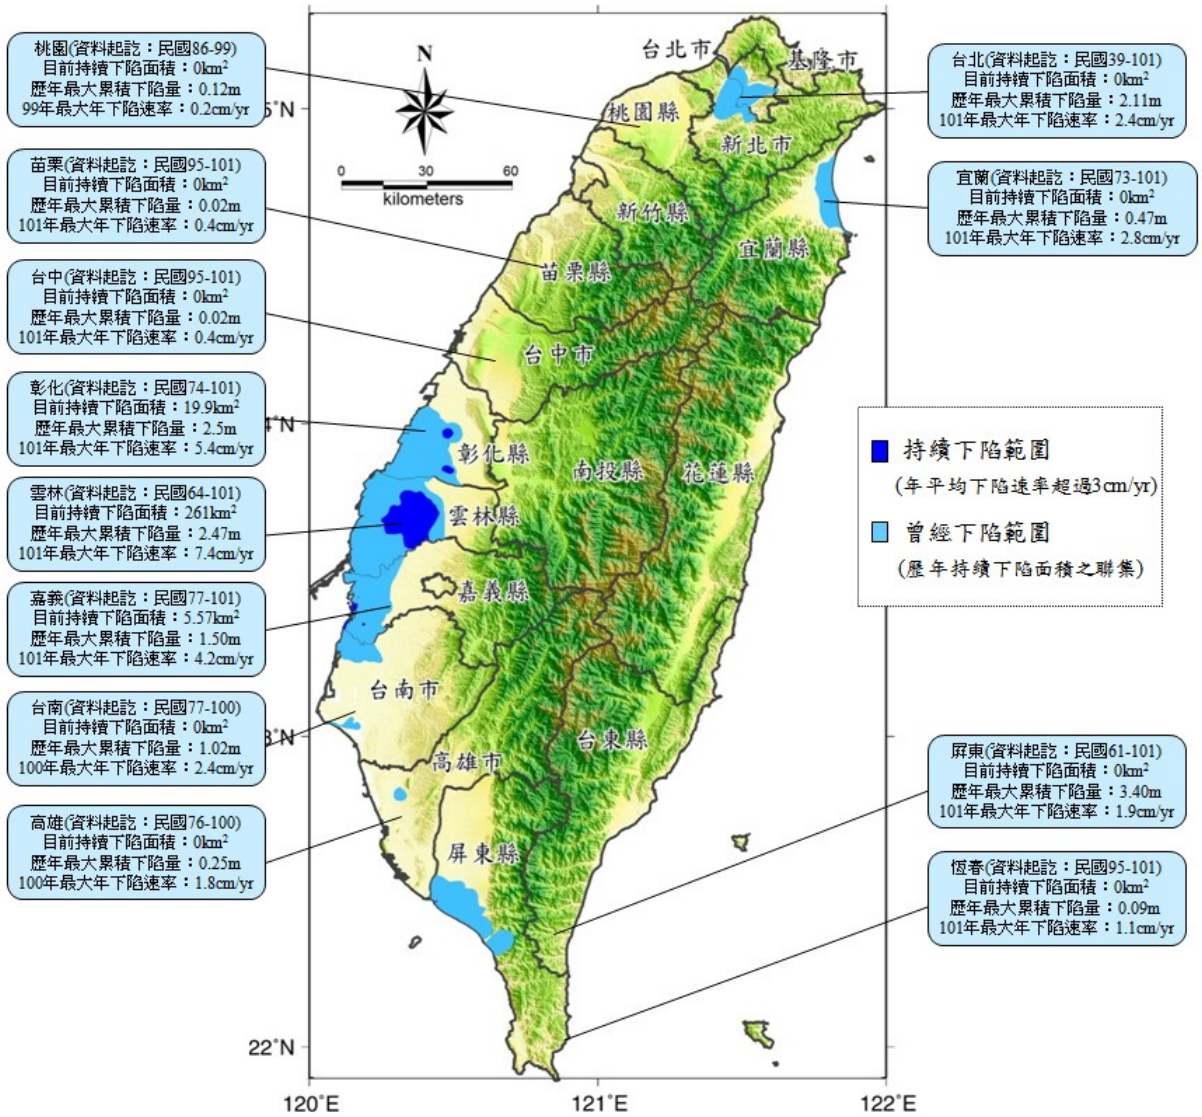 桃園(資料起訖：民國86-99)
目前持續下陷面積：0km²
歷年最大累積下陷量：0.12m
99年最大年下陷速率：0.2cm/yr
苗栗(資料起訖：民國95-101)
目前持續下陷面積：0km²
歷年最大累積下陷量：0.02m
101年最大年下陷速率：0.4cm/yr
台中(資料起訖：民國95-101)
目前持續下陷面積：0km²
歷年最大累積下陷量：0.02m
101年最大年下陷速率：0.4cm/yr
彰化(資料起訖：民國74-101)
目前持續下陷面積：19.9km²
歷年最大累積下陷量：2.5m
101年最大年下陷速率：5.4cm/yr
雲林(資料起訖：民國64-101)
目前持續下陷面積：261km²
歷年最大累積下陷量：2.47m
101年最大年下陷速率：7.4cm/yr
嘉義(資料起訖：民國77-101)
目前持續下陷面積：5.57km²
歷年最大累積下陷量：1.50m
101年最大年下陷速率：4.2cm/yr
台南(資料起訖：民國77-100)
目前持續下陷面積：0km²
歷年最大累積下陷量：1.02m
100年最大年下陷速率：2.4cm/yr
高雄(資料起訖：民國76-100)
目前持續下陷面積：0km²
歷年最大累積下陷量：0.25m
100年最大年下陷速率：1.8cm/yr
N
0 30 60
kilometers
台北市
基隆市
桃園縣
新北市
新竹縣
宜蘭縣
苗栗縣
台中市
彰化縣
南投縣
花蓮縣
雲林縣
嘉義縣
台南市
台東縣
高雄市
屏東縣
5°N
4°N
3°N
22°N
120°E
121°E
122°E
台北(資料起訖：民國39-101)
目前持續下陷面積：0km²
歷年最大累積下陷量：2.11m
101年最大年下陷速率：2.4cm/yr
宜蘭(資料起訖：民國73-101)
目前持續下陷面積：0km²
歷年最大累積下陷量：0.47m
101年最大年下陷速率：2.8cm/yr
持續下陷範圍
(年平均下陷速率超過3cm/yr)
曾經下陷範圍
(歷年持續下陷面積之聯集)
屏東(資料起訖：民國61-101)
目前持續下陷面積：0km²
歷年最大累積下陷量：3.40m
101年最大年下陷速率：1.9cm/yr
恆春(資料起訖：民國95-101)
目前持續下陷面積：0km²
歷年最大累積下陷量：0.09m
101年最大年下陷速率：1.1cm/yr